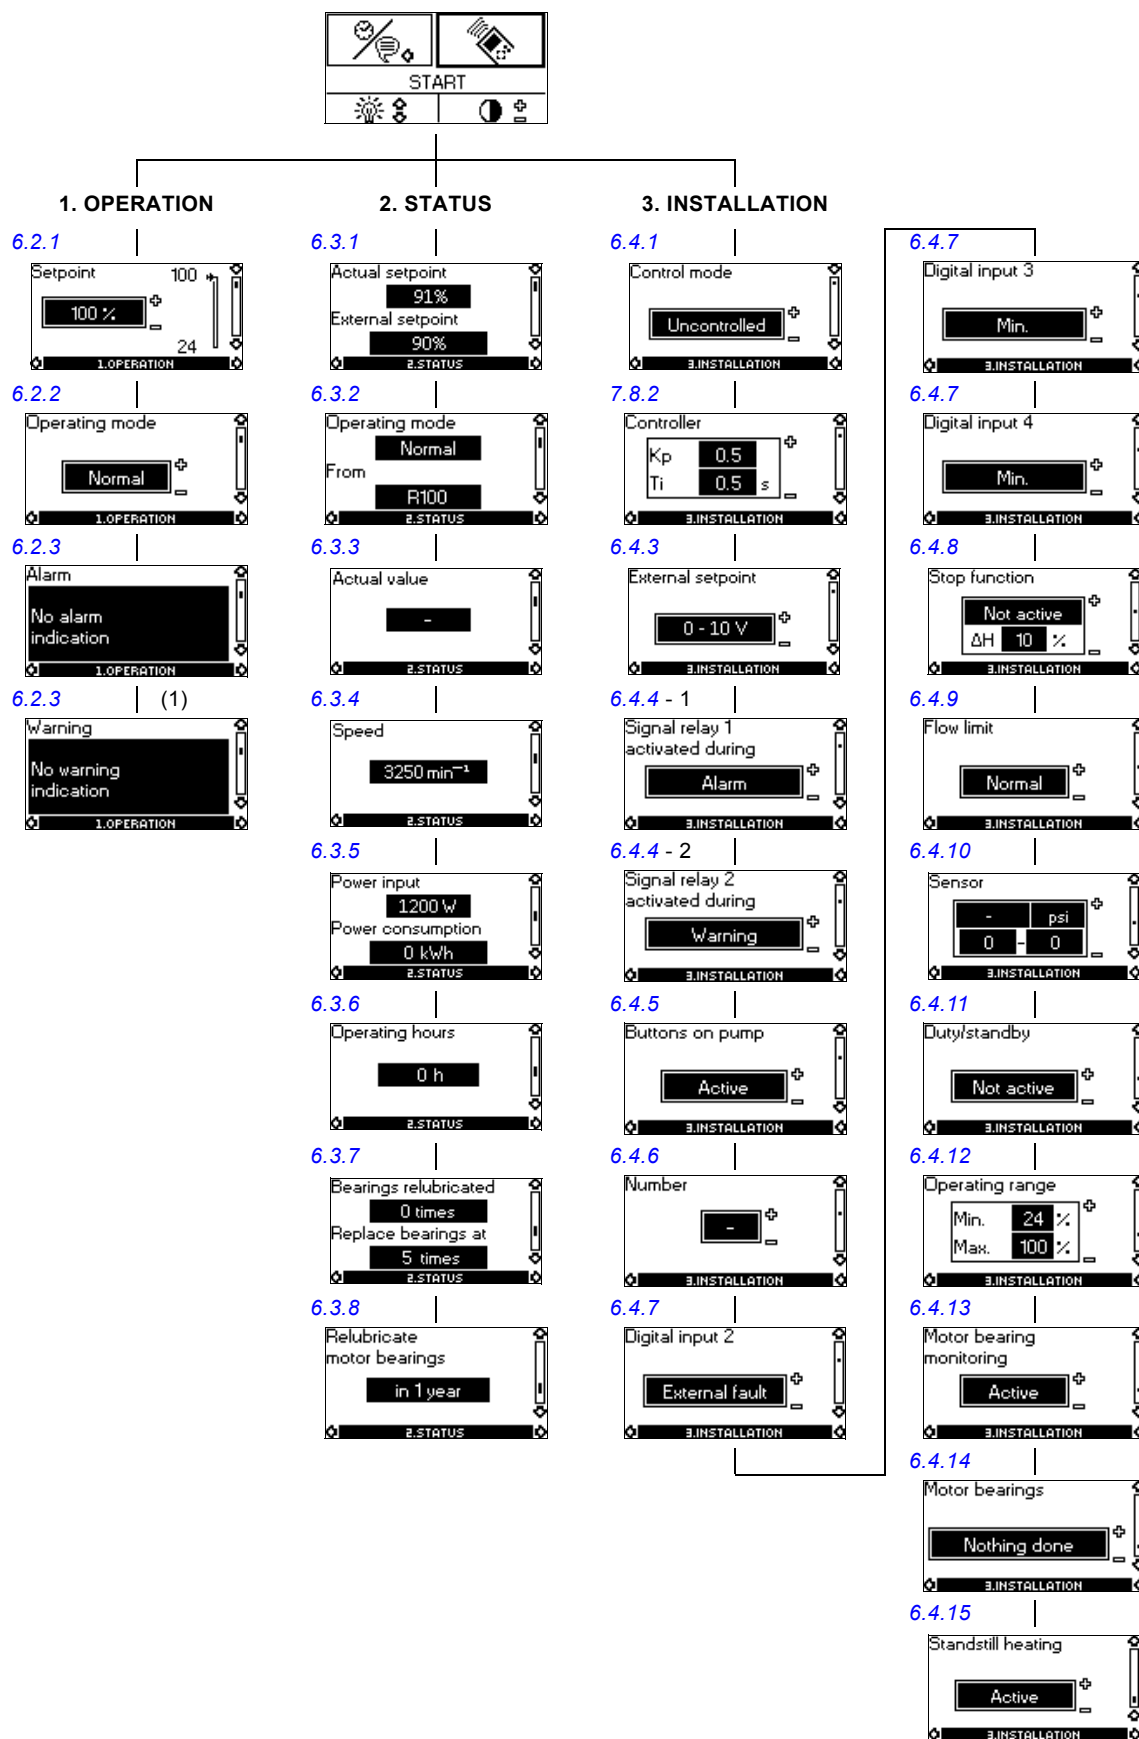 START
1. OPERATION
2. STATUS
3. INSTALLATION
6.2.1
Setpoint 100
100 %
24
1.OPERATION
6.2.2
Operating mode
Normal
1.OPERATION
6.2.3
Alarm
No alarm
indication
1.OPERATION
6.2.3 (1)
Warning
No warning
indication
1.OPERATION
6.3.1
Actual setpoint
91%
External setpoint
90%
2.STATUS
6.3.2
Operating mode
Normal
From
R100
2.STATUS
6.3.3
Actual value
-
2.STATUS
6.3.4
Speed
3250 min⁻¹
2.STATUS
6.3.5
Power input
1200 W
Power consumption
0 kWh
2.STATUS
6.3.6
Operating hours
0 h
2.STATUS
6.3.7
Bearings relubricated
0 times
Replace bearings at
5 times
2.STATUS
6.3.8
Relubricate
motor bearings
in 1 year
2.STATUS
6.4.1
Control mode
Uncontrolled
3.INSTALLATION
7.8.2
Controller
Kp 0.5
Ti 0.5 s
3.INSTALLATION
6.4.3
External setpoint
0 - 10 V
3.INSTALLATION
6.4.4 - 1
Signal relay 1
activated during
Alarm
3.INSTALLATION
6.4.4 - 2
Signal relay 2
activated during
Warning
3.INSTALLATION
6.4.5
Buttons on pump
Active
3.INSTALLATION
6.4.6
Number
-
3.INSTALLATION
6.4.7
Digital input 2
External fault
3.INSTALLATION
6.4.7
Digital input 3
Min.
3.INSTALLATION
6.4.7
Digital input 4
Min.
3.INSTALLATION
6.4.8
Stop function
Not active
ΔH 10 %
3.INSTALLATION
6.4.9
Flow limit
Normal
3.INSTALLATION
6.4.10
Sensor
- psi
0 - 0
3.INSTALLATION
6.4.11
Duty/standby
Not active
3.INSTALLATION
6.4.12
Operating range
Min. 24 %
Max. 100 %
3.INSTALLATION
6.4.13
Motor bearing
monitoring
Active
3.INSTALLATION
6.4.14
Motor bearings
Nothing done
3.INSTALLATION
6.4.15
Standstill heating
Active
3.INSTALLATION